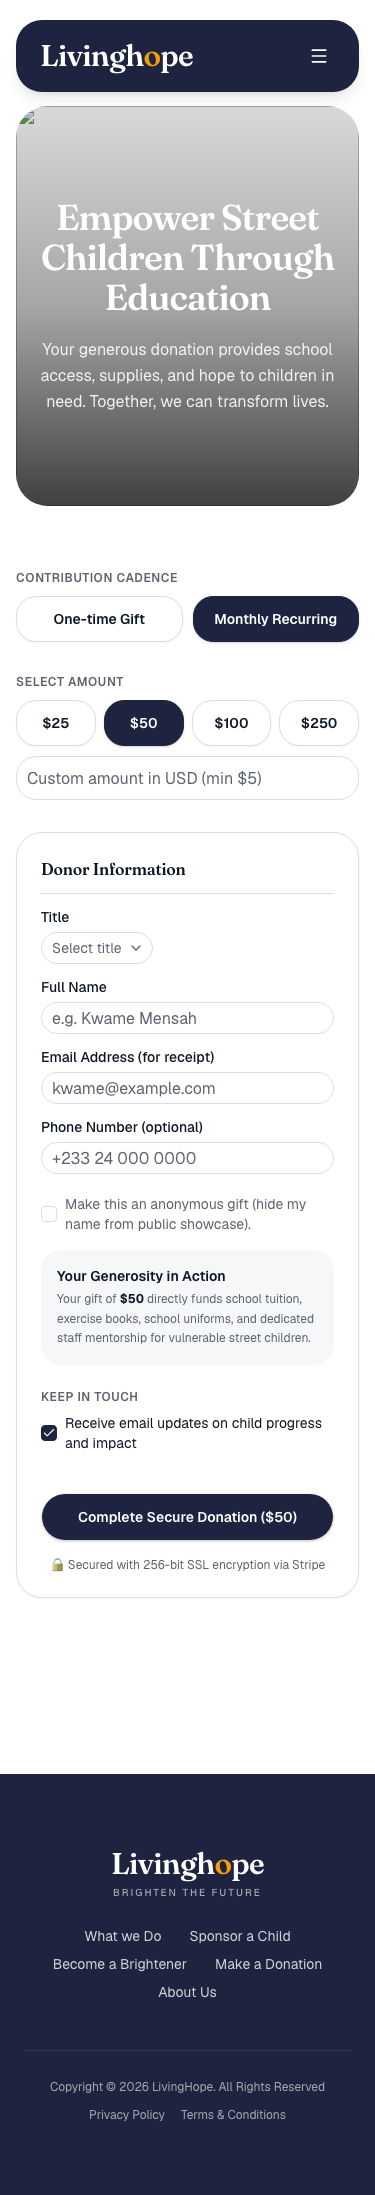 Livinghope
Empower Street
Children Through
Education
Your generous donation provides school
access, supplies, and hope to children in
need. Together, we can transform lives.
CONTRIBUTION CADENCE
One-time Gift
Monthly Recurring
SELECT AMOUNT
$25
$50
$100
$250
Custom amount in USD (min $5)
Donor Information
Title
Select title
Full Name
e.g. Kwame Mensah
Email Address (for receipt)
kwame@example.com
Phone Number (optional)
+233 24 000 0000
Make this an anonymous gift (hide my
name from public showcase).
Your Generosity in Action
Your gift of $50 directly funds school tuition,
exercise books, school uniforms, and dedicated
staff mentorship for vulnerable street children.
KEEP IN TOUCH
Receive email updates on child progress
and impact
Complete Secure Donation ($50)
🔒 Secured with 256-bit SSL encryption via Stripe
Livinghope
BRIGHTEN THE FUTURE
What we Do
Sponsor a Child
Become a Brightener
Make a Donation
About Us
Copyright © 2026 LivingHope. All Rights Reserved
Privacy Policy
Terms & Conditions